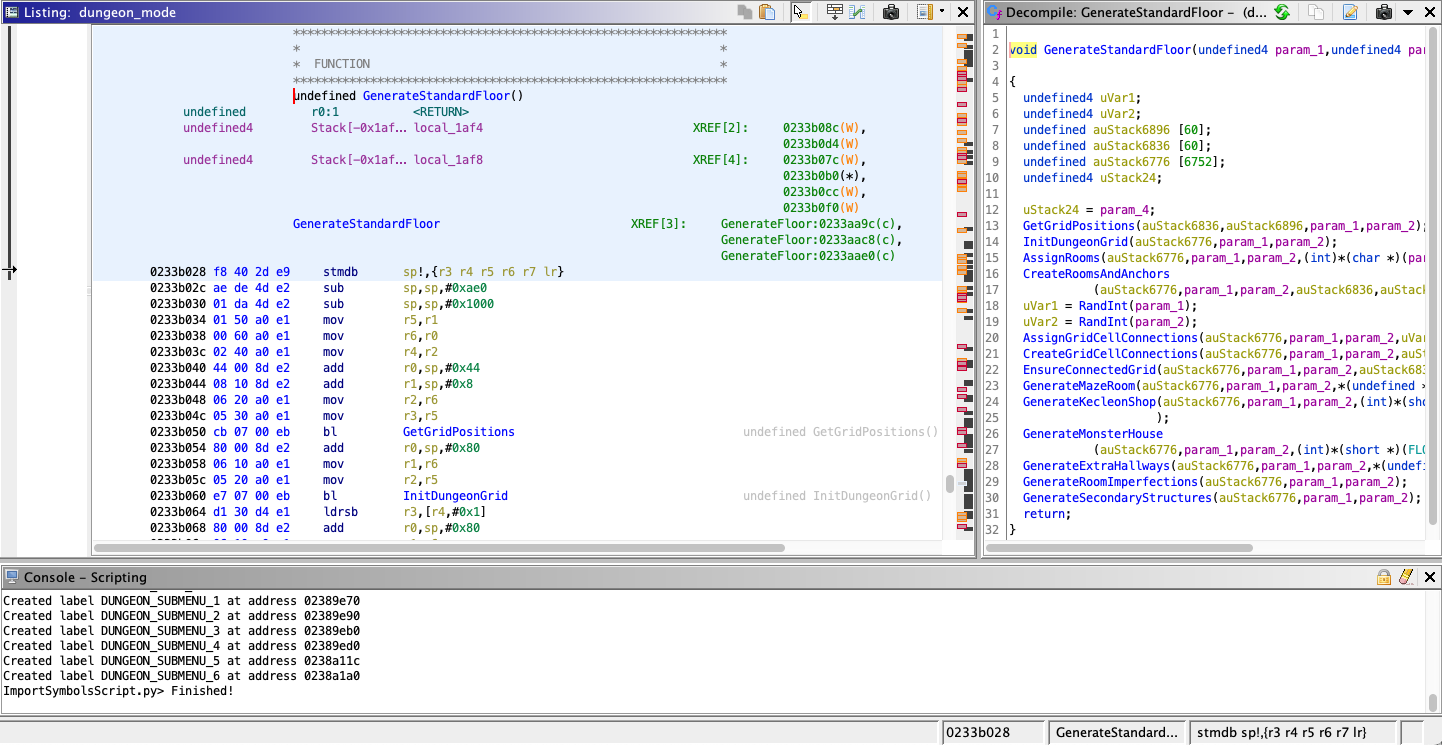 Listing: dungeon_mode
*************************************************************
*                                                           *
*  FUNCTION                                                 *
*************************************************************
undefined GenerateStandardFloor()
undefined r0:1 <RETURN>
undefined4 Stack[-0x1af... local_1af4 XREF[2]: 0233b08c(W),
0233b0d4(W)
undefined4 Stack[-0x1af... local_1af8 XREF[4]: 0233b07c(W),
0233b0b0(*),
0233b0cc(W),
0233b0f0(W)
GenerateStandardFloor XREF[3]: GenerateFloor:0233aa9c(c),
GenerateFloor:0233aac8(c),
GenerateFloor:0233aae0(c)
0233b028 f8 40 2d e9 stmdb sp!,{r3 r4 r5 r6 r7 lr}
0233b02c ae de 4d e2 sub sp,sp,#0xae0
0233b030 01 da 4d e2 sub sp,sp,#0x1000
0233b034 01 50 a0 e1 mov r5,r1
0233b038 00 60 a0 e1 mov r6,r0
0233b03c 02 40 a0 e1 mov r4,r2
0233b040 44 00 8d e2 add r0,sp,#0x44
0233b044 08 10 8d e2 add r1,sp,#0x8
0233b048 06 20 a0 e1 mov r2,r6
0233b04c 05 30 a0 e1 mov r3,r5
0233b050 cb 07 00 eb bl GetGridPositions undefined GetGridPositions()
0233b054 80 00 8d e2 add r0,sp,#0x80
0233b058 06 10 a0 e1 mov r1,r6
0233b05c 05 20 a0 e1 mov r2,r5
0233b060 e7 07 00 eb bl InitDungeonGrid undefined InitDungeonGrid()
0233b064 d1 30 d4 e1 ldrsb r3,[r4,#0x1]
0233b068 80 00 8d e2 add r0,sp,#0x80
Decompile: GenerateStandardFloor – (d...
1
2 void GenerateStandardFloor(undefined4 param_1,undefined4 par
3
4 {
5 undefined4 uVar1;
6 undefined4 uVar2;
7 undefined auStack6896 [60];
8 undefined auStack6836 [60];
9 undefined auStack6776 [6752];
10 undefined4 uStack24;
11
12 uStack24 = param_4;
13 GetGridPositions(auStack6836,auStack6896,param_1,param_2);
14 InitDungeonGrid(auStack6776,param_1,param_2);
15 AssignRooms(auStack6776,param_1,param_2,(int)*(char *)(par
16 CreateRoomsAndAnchors
17 (auStack6776,param_1,param_2,auStack6836,auStack
18 uVar1 = RandInt(param_1);
19 uVar2 = RandInt(param_2);
20 AssignGridCellConnections(auStack6776,param_1,param_2,uVar
21 CreateGridCellConnections(auStack6776,param_1,param_2,auSt
22 EnsureConnectedGrid(auStack6776,param_1,param_2,auStack683
23 GenerateMazeRoom(auStack6776,param_1,param_2,*(undefined *
24 GenerateKecleonShop(auStack6776,param_1,param_2,(int)*(sho
25 );
26 GenerateMonsterHouse
27 (auStack6776,param_1,param_2,(int)*(short *)(FLO
28 GenerateExtraHallways(auStack6776,param_1,param_2,*(undefi
29 GenerateRoomImperfections(auStack6776,param_1,param_2);
30 GenerateSecondaryStructures(auStack6776,param_1,param_2);
31 return;
32 }
Console – Scripting
Created label DUNGEON_SUBMENU_1 at address 02389e70
Created label DUNGEON_SUBMENU_2 at address 02389e90
Created label DUNGEON_SUBMENU_3 at address 02389eb0
Created label DUNGEON_SUBMENU_4 at address 02389ed0
Created label DUNGEON_SUBMENU_5 at address 0238a11c
Created label DUNGEON_SUBMENU_6 at address 0238a1a0
ImportSymbolsScript.py> Finished!
0233b028 GenerateStandard... stmdb sp!,{r3 r4 r5 r6 r7 lr}